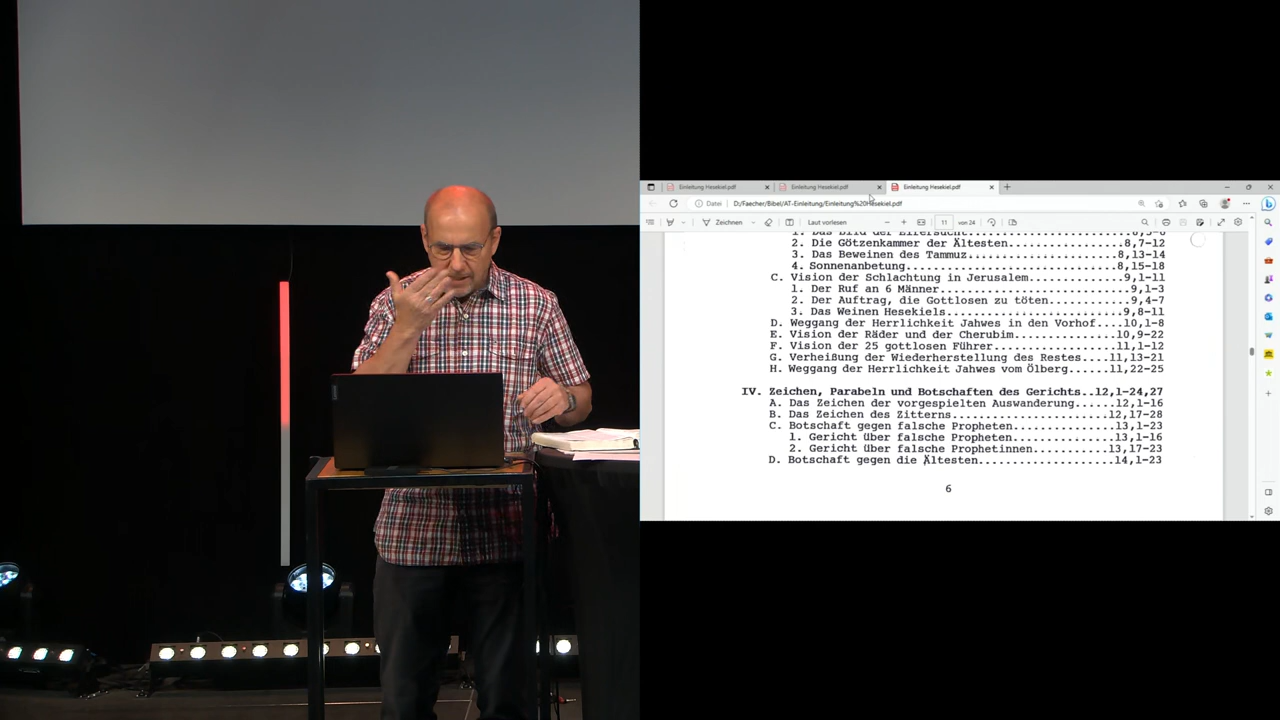 Einleitung Hesekiel.pdf
Einleitung Hesekiel.pdf
Einleitung Hesekiel.pdf
Datei
D:/Faecher/Bibel/AT-Einleitung/Einleitung%20Hesekiel.pdf
Zeichnen
Laut vorlesen
11
von 24
1. Das Bild der Eifersucht
2. Die Götzenkammer der Ältesten..................8,7-12
3. Das Beweinen des Tammuz.......................8,13-14
4. Sonnenanbetung................................8,15-18
C. Vision der Schlachtung in Jerusalem..............9,1-11
1. Der Ruf an 6 Männer............................9,1-3
2. Der Auftrag, die Gottlosen zu töten............9,4-7
3. Das Weinen Hesekiels..........................9,8-11
D. Weggang der Herrlichkeit Jahwes in den Vorhof....10,1-8
E. Vision der Räder und der Cherubim...............10,9-22
F. Vision der 25 gottlosen Führer..................11,1-12
G. Verheißung der Wiederherstellung des Restes....11,13-21
H. Weggang der Herrlichkeit Jahwes vom Ölberg.....11,22-25
IV. Zeichen, Parabeln und Botschaften des Gerichts..12,1-24,27
A. Das Zeichen der vorgespielten Auswanderung......12,1-16
B. Das Zeichen des Zitterns.......................12,17-28
C. Botschaft gegen falsche Propheten...............13,1-23
1. Gericht über falsche Propheten................13,1-16
2. Gericht über falsche Prophetinnen............13,17-23
D. Botschaft gegen die Ältesten....................14,1-23
6